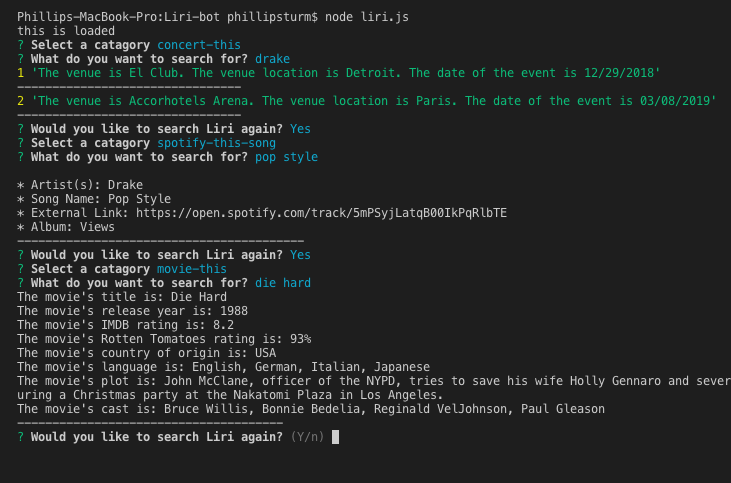 Phillips-MacBook-Pro:Liri-bot phillipsturm$ node liri.js
this is loaded
? Select a catagory concert-this
? What do you want to search for? drake
1 'The venue is El Club. The venue location is Detroit. The date of the event is 12/29/2018'
--------------------------------
2 'The venue is Accorhotels Arena. The venue location is Paris. The date of the event is 03/08/2019'
--------------------------------
? Would you like to search Liri again? Yes
? Select a catagory spotify-this-song
? What do you want to search for? pop style

* Artist(s): Drake
* Song Name: Pop Style
* External Link: https://open.spotify.com/track/5mPSyjLatqB00IkPqRlbTE
* Album: Views
-----------------------------------------
? Would you like to search Liri again? Yes
? Select a catagory movie-this
? What do you want to search for? die hard
The movie's title is: Die Hard
The movie's release year is: 1988
The movie's IMDB rating is: 8.2
The movie's Rotten Tomatoes rating is: 93%
The movie's country of origin is: USA
The movie's language is: English, German, Italian, Japanese
The movie's plot is: John McClane, officer of the NYPD, tries to save his wife Holly Gennaro and sever
uring a Christmas party at the Nakatomi Plaza in Los Angeles.
The movie's cast is: Bruce Willis, Bonnie Bedelia, Reginald VelJohnson, Paul Gleason
--------------------------------------
? Would you like to search Liri again? (Y/n)